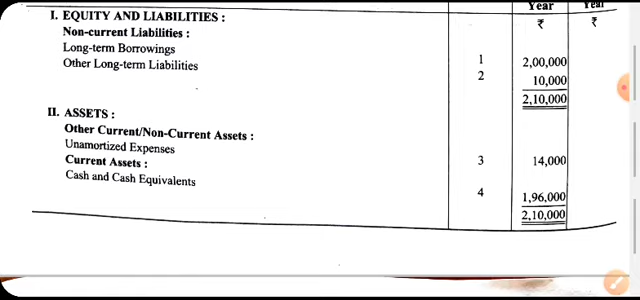 Year Year
I. EQUITY AND LIABILITIES : ₹ ₹
Non-current Liabilities :
Long-term Borrowings 1 2,00,000
Other Long-term Liabilities 2 10,000
2,10,000
II. ASSETS :
Other Current/Non-Current Assets :
Unamortized Expenses 3 14,000
Current Assets :
Cash and Cash Equivalents 4 1,96,000
2,10,000